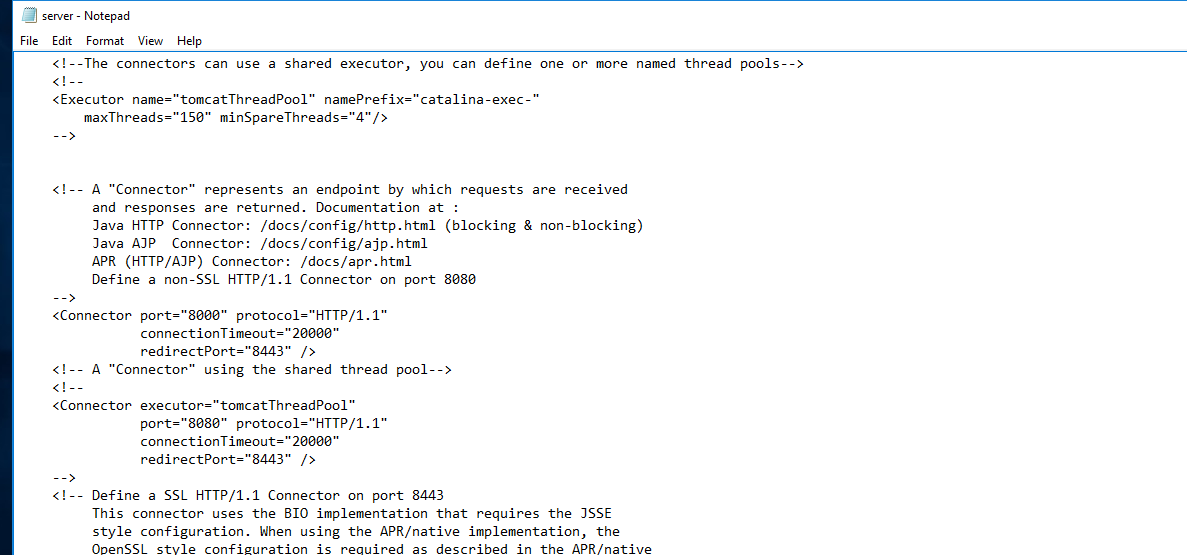 server - Notepad
File Edit Format View Help
<!--The connectors can use a shared executor, you can define one or more named thread pools-->
<!--
<Executor name="tomcatThreadPool" namePrefix="catalina-exec-"
maxThreads="150" minSpareThreads="4"/>
-->
<!-- A "Connector" represents an endpoint by which requests are received
and responses are returned. Documentation at :
Java HTTP Connector: /docs/config/http.html (blocking & non-blocking)
Java AJP  Connector: /docs/config/ajp.html
APR (HTTP/AJP) Connector: /docs/apr.html
Define a non-SSL HTTP/1.1 Connector on port 8080
-->
<Connector port="8000" protocol="HTTP/1.1"
connectionTimeout="20000"
redirectPort="8443" />
<!-- A "Connector" using the shared thread pool-->
<!--
<Connector executor="tomcatThreadPool"
port="8080" protocol="HTTP/1.1"
connectionTimeout="20000"
redirectPort="8443" />
-->
<!-- Define a SSL HTTP/1.1 Connector on port 8443
This connector uses the BIO implementation that requires the JSSE
style configuration. When using the APR/native implementation, the
OpenSSL style configuration is required as described in the APR/native